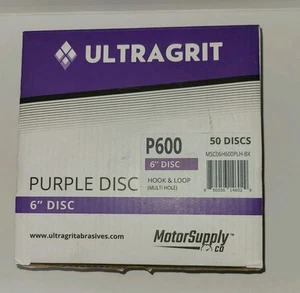 ULTRAGRIT
P600
50 DISCS
6" DISC
HOOK & LOOP
(MULTI HOLE)
PURPLE DISC
6" DISC
www.ultragritabrasives.com
MotorSupply
CO